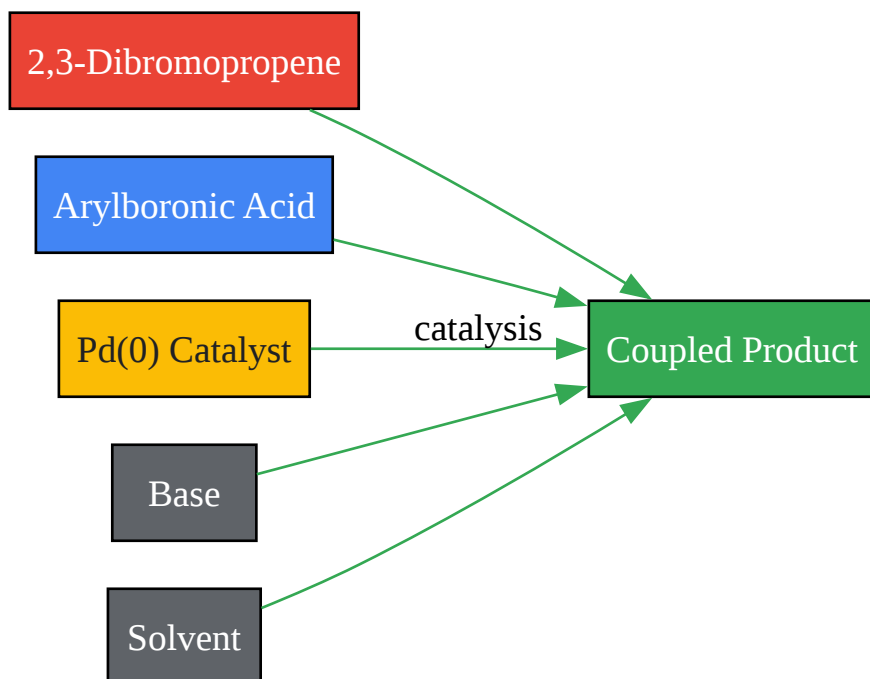 2,3-Dibromopropene
Arylboronic Acid
Pd(0) Catalyst
catalysis
Coupled Product
Base
Solvent